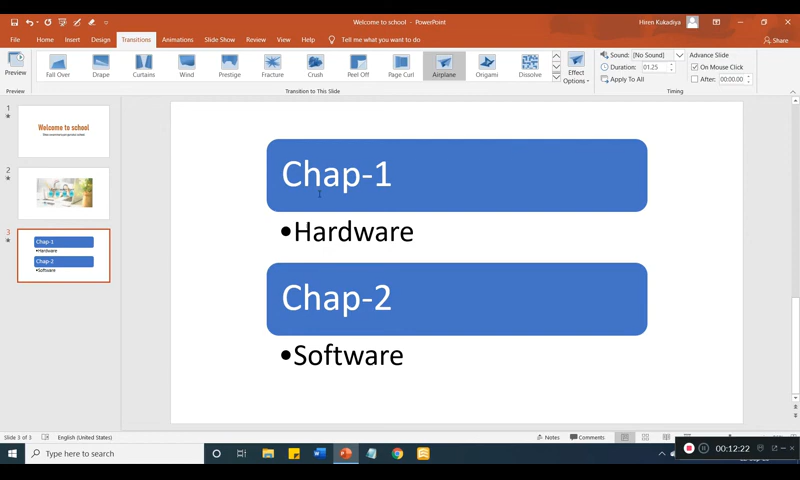 Welcome to school - PowerPoint
Hiren Kukadiya
File Home Insert Design Transitions Animations Slide Show Review View Help Tell me what you want to do
Share
Preview
Fall Over Drape Curtains Wind Prestige Fracture Crush Peel Off Page Curl Airplane Origami Dissolve
Effect
Options
Sound: [No Sound]
Duration: 01.25
Apply To All
Advance Slide
On Mouse Click
After: 00:00.00
Preview Transition to This Slide Timing
1
Welcome to school
2
3
Chap-1
•Hardware
Chap-2
•Software
Chap-1
•Hardware
Chap-2
•Software
Slide 3 of 3 English (United States)
Notes Comments
Type here to search
00:12:22